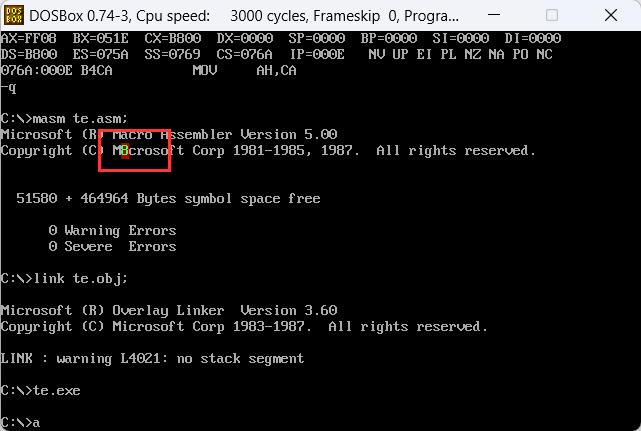 DOSBox 0.74-3, Cpu speed: 3000 cycles, Frameskip 0, Progra...
AX=FF08 BX=051E CX=B800 DX=0000 SP=0000 BP=0000 SI=0000 DI=0000
DS=B800 ES=075A SS=0769 CS=076A IP=000E NV UP EI PL NZ NA PO NC
076A:000E B4CA MOV AH,CA
-q
C:\>masm te.asm;
Microsoft (R) Macro Assembler Version 5.00
Copyright (C) M8crosoft Corp 1981-1985, 1987. All rights reserved.
51580 + 464964 Bytes symbol space free
0 Warning Errors
0 Severe Errors
C:\>link te.obj;
Microsoft (R) Overlay Linker Version 3.60
Copyright (C) Microsoft Corp 1983-1987. All rights reserved.
LINK : warning L4021: no stack segment
C:\>te.exe
C:\>a